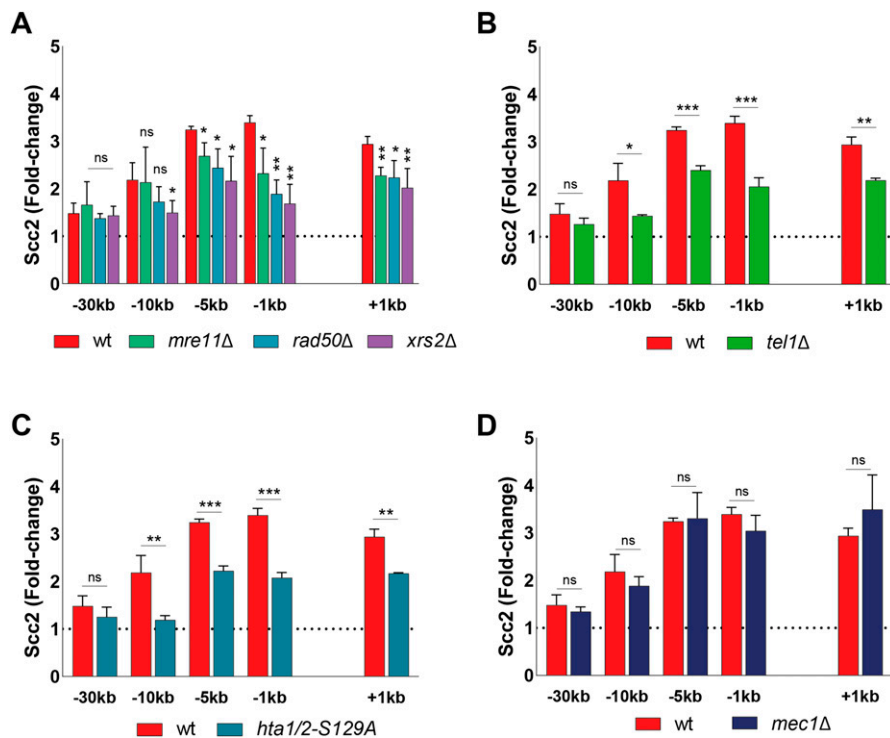 A
Scc2 (Fold-change)
5
4
3
2
1
0
ns
ns
ns
*
*
*
*
*
**
**
**
*
**
-30kb -10kb -5kb -1kb +1kb
wt mre11Δ rad50Δ xrs2Δ
B
Scc2 (Fold-change)
5
4
3
2
1
0
ns
*
***
***
**
-30kb -10kb -5kb -1kb +1kb
wt tel1Δ
C
Scc2 (Fold-change)
5
4
3
2
1
0
ns
**
***
***
**
-30kb -10kb -5kb -1kb +1kb
wt hta1/2-S129A
D
Scc2 (Fold-change)
5
4
3
2
1
0
ns
ns
ns
ns
ns
-30kb -10kb -5kb -1kb +1kb
wt mec1Δ